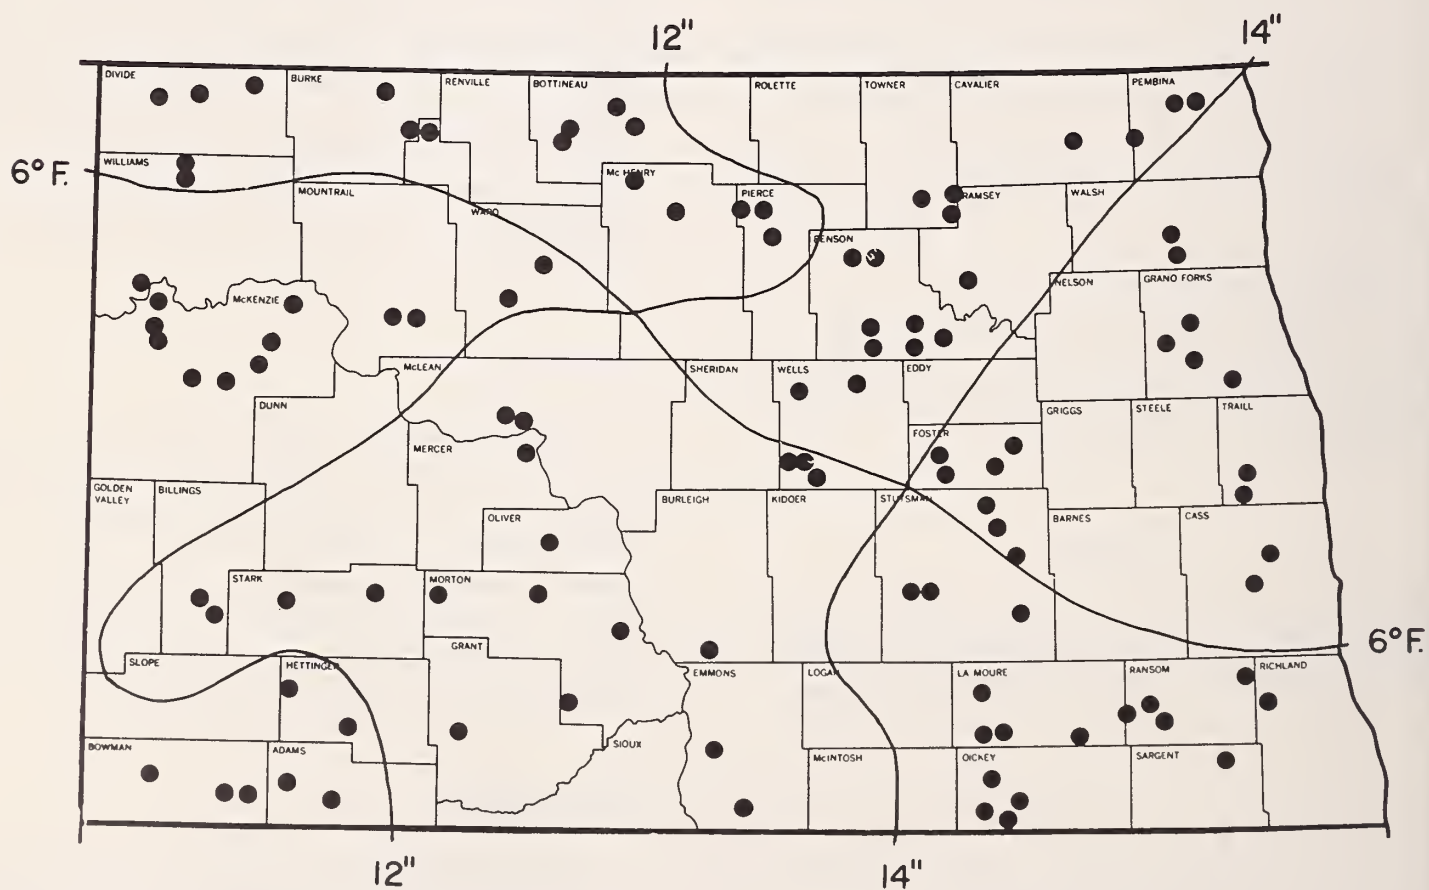 12"
14"
DIVIDE
BURKE
RENVILLE
BOTTINEAU
ROLETTE
TOWNER
CAVALIER
PEMBINA
6° F.
WILLIAMS
MOUNTRAIL
WARD
Mc HENRY
PIERCE
RAMSEY
WALSH
BENSON
NELSON
GRAND FORKS
McKENZIE
McLEAN
SHERIDAN
WELLS
EDDY
DUNN
GRIGGS
STEELE
TRAILL
MERCER
FOSTER
GOLDEN
VALLEY
BILLINGS
BURLEIGH
KIDDER
STUTSMAN
OLIVER
BARNES
CASS
STARK
MORTON
6° F.
GRANT
SLOPE
HETTINGER
EMMONS
LOGAN
LA MOURE
RANSOM
RICHLAND
BOWMAN
ADAMS
SIOUX
McINTOSH
DICKEY
SARGENT
12"
14"